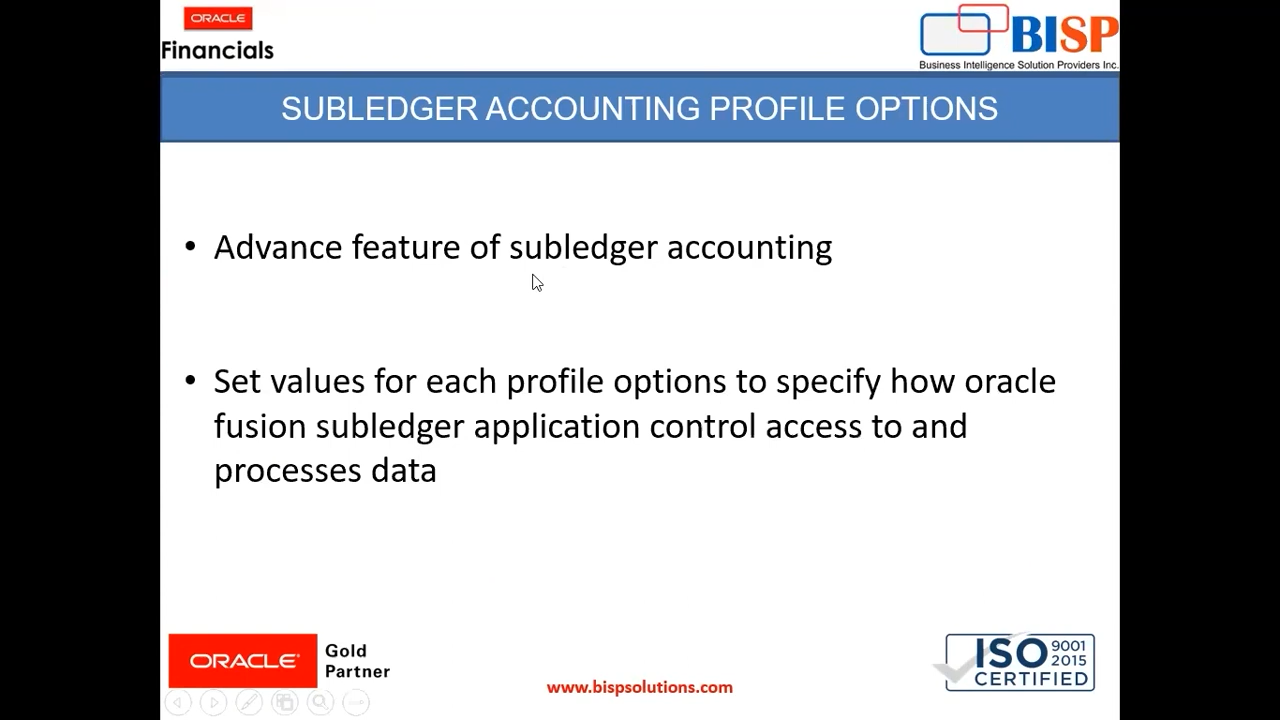 ORACLE
Financials
BISP
Business Intelligence Solution Providers Inc.
SUBLEDGER ACCOUNTING PROFILE OPTIONS
• Advance feature of subledger accounting
• Set values for each profile options to specify how oracle
fusion subledger application control access to and
processes data
ORACLE®
Gold
Partner
www.bispsolutions.com
ISO 9001
2015
CERTIFIED